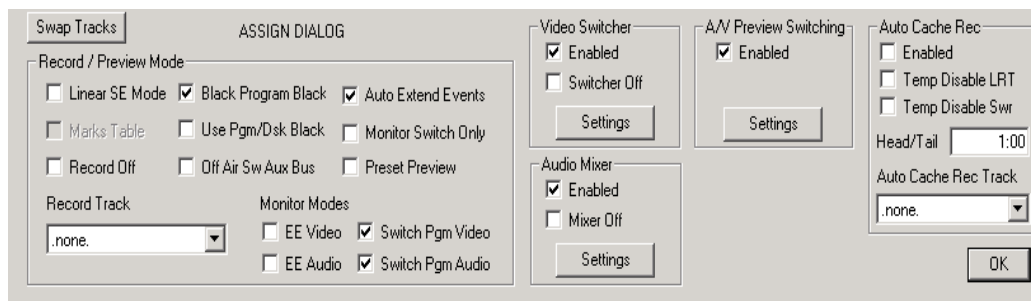 Swap Tracks
ASSIGN DIALOG
Record / Preview Mode
Linear SE Mode
Black Program Black
Auto Extend Events
Marks Table
Use Pgm/Dsk Black
Monitor Switch Only
Record Off
Off Air Sw Aux Bus
Preset Preview
Record Track
.none.
Monitor Modes
EE Video
Switch Pgm Video
EE Audio
Switch Pgm Audio
Video Switcher
Enabled
Switcher Off
Settings
Audio Mixer
Enabled
Mixer Off
Settings
A/V Preview Switching
Enabled
Settings
Auto Cache Rec
Enabled
Temp Disable LRT
Temp Disable Swr
Head/Tail
1:00
Auto Cache Rec Track
.none.
OK